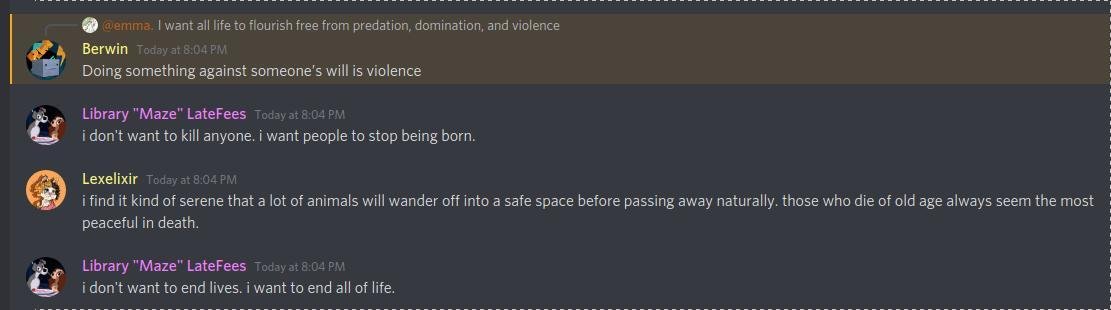 @emma. I want all life to flourish free from predation, domination, and violence
Berwin Today at 8:04 PM
Doing something against someone's will is violence
Library "Maze" LateFees Today at 8:04 PM
i don't want to kill anyone. i want people to stop being born.
Lexelixir Today at 8:04 PM
i find it kind of serene that a lot of animals will wander off into a safe space before passing away naturally. those who die of old age always seem the most
peaceful in death.
Library "Maze" LateFees Today at 8:04 PM
i don't want to end lives. i want to end all of life.